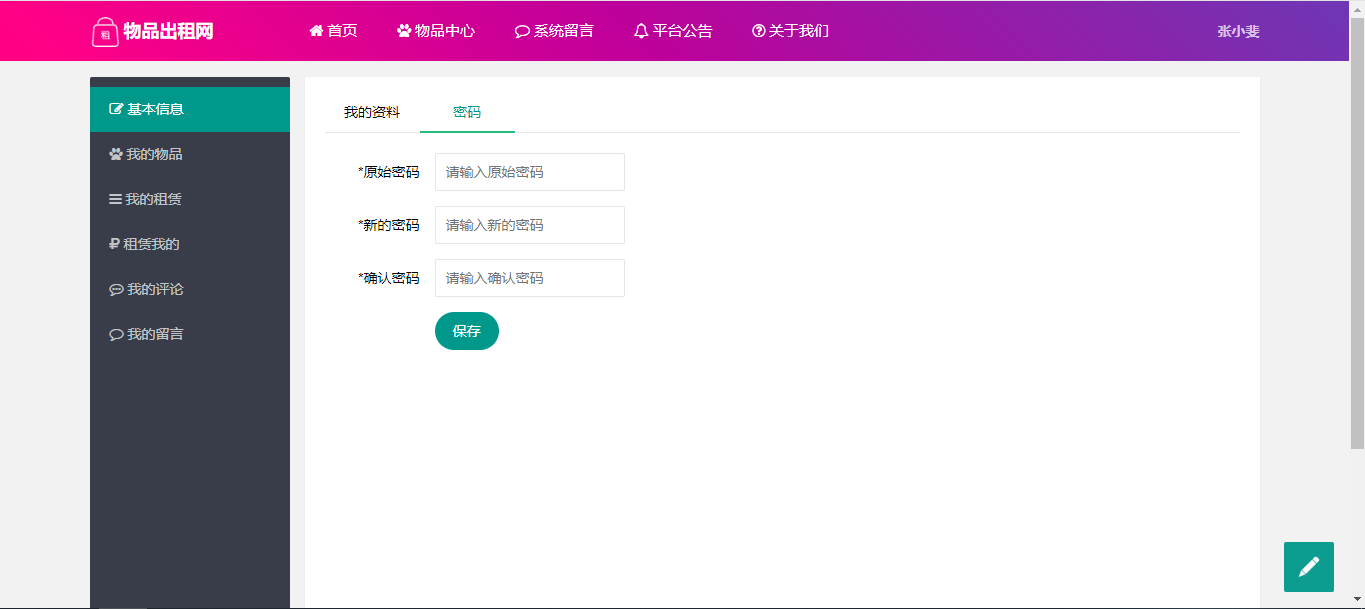 租 物品出租网 首页 物品中心 系统留言 平台公告 关于我们 张小斐
基本信息
我的物品
我的租赁
租赁我的
我的评论
我的留言
我的资料 密码
*原始密码 请输入原始密码
*新的密码 请输入新的密码
*确认密码 请输入确认密码
保存